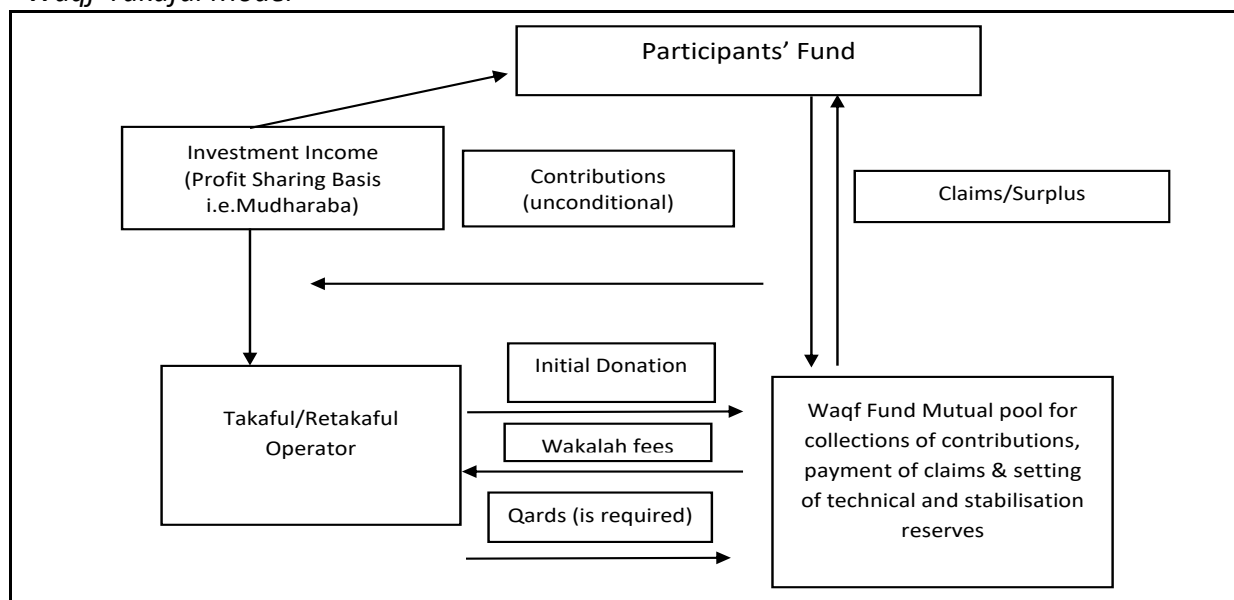 Waqf Takaful Model
Participants’ Fund
Investment Income
(Profit Sharing Basis
i.e.Mudharaba)
Contributions
(unconditional)
Claims/Surplus
Takaful/Retakaful
Operator
Initial Donation
Wakalah fees
Qards (is required)
Waqf Fund Mutual pool for
collections of contributions,
payment of claims & setting
of technical and stabilisation
reserves